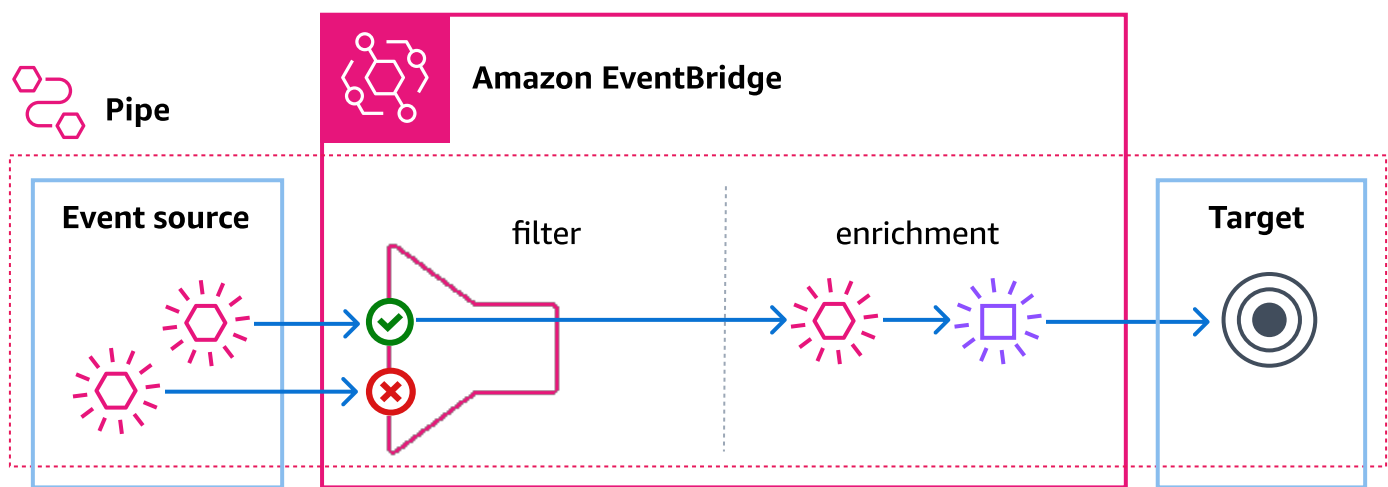 Amazon EventBridge
Pipe
Event source
filter
enrichment
Target